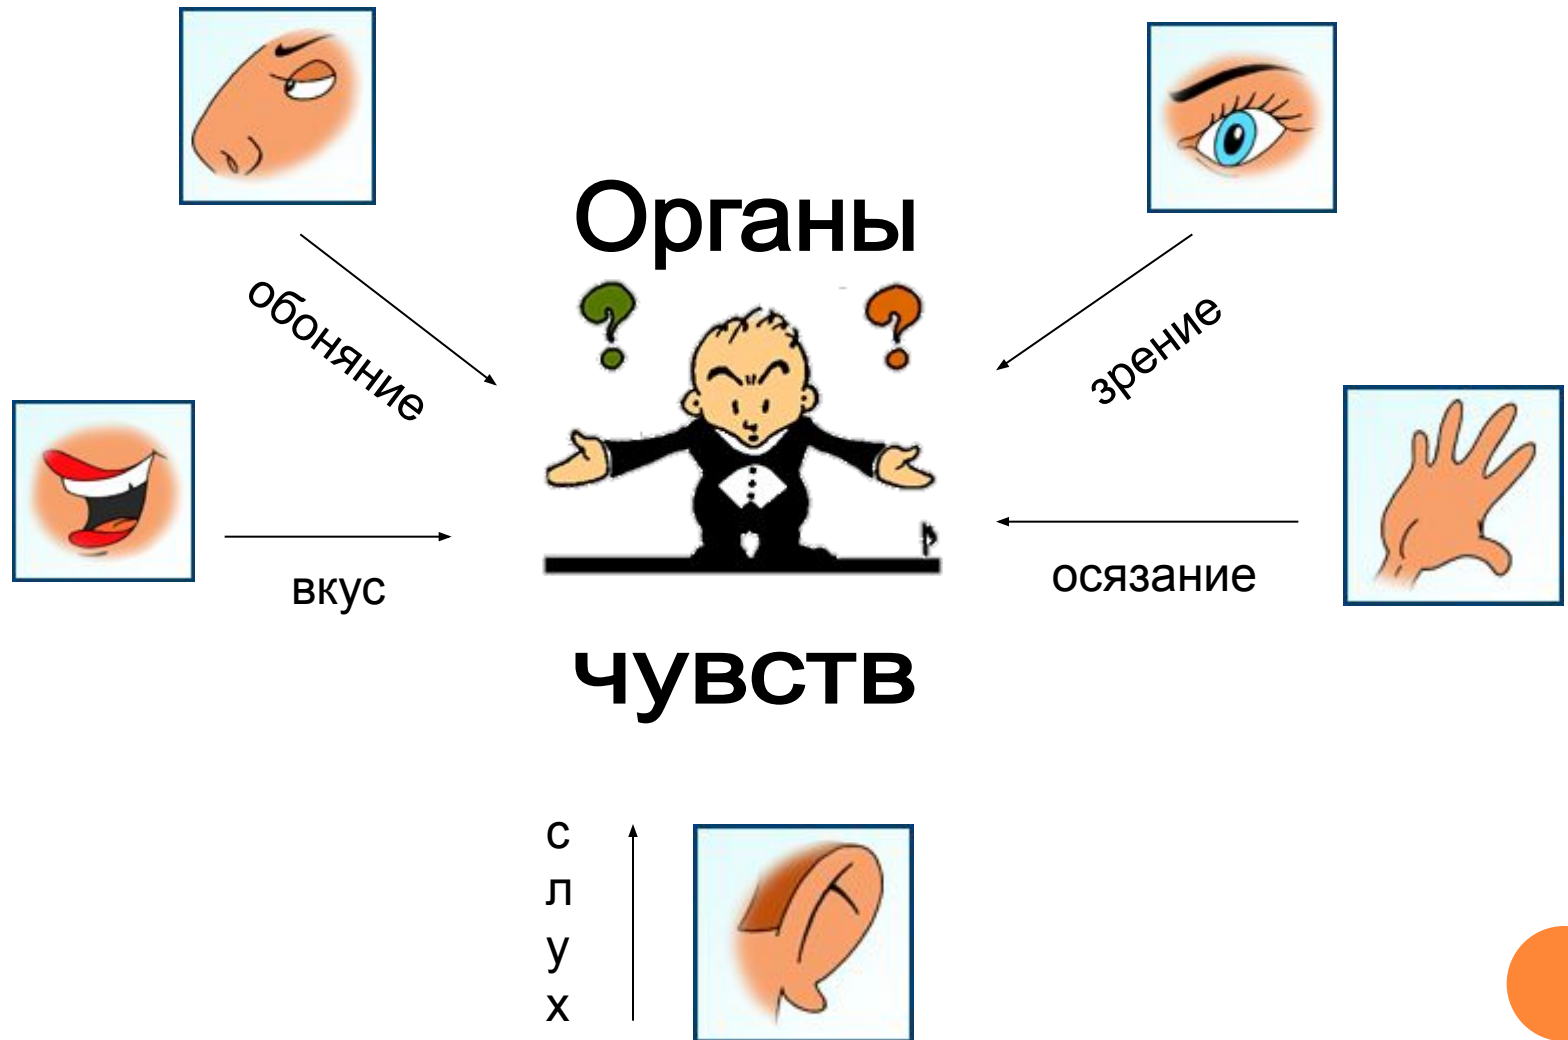 Органы
обоняние
зрение
вкус
осязание
чувств
с
л
у
х